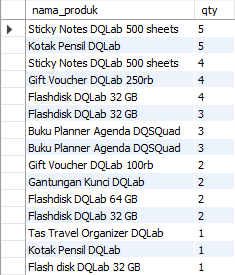 nama_produk qty
Sticky Notes DQLab 500 sheets 5
Kotak Pensil DQLab 5
Sticky Notes DQLab 500 sheets 4
Gift Voucher DQLab 250rb 4
Flashdisk DQLab 32 GB 4
Flashdisk DQLab 32 GB 3
Buku Planner Agenda DQSQuad 3
Buku Planner Agenda DQSQuad 3
Gift Voucher DQLab 100rb 2
Gantungan Kunci DQLab 2
Flashdisk DQLab 64 GB 2
Flashdisk DQLab 32 GB 2
Tas Travel Organizer DQLab 1
Kotak Pensil DQLab 1
Flash disk DQLab 32 GB 1